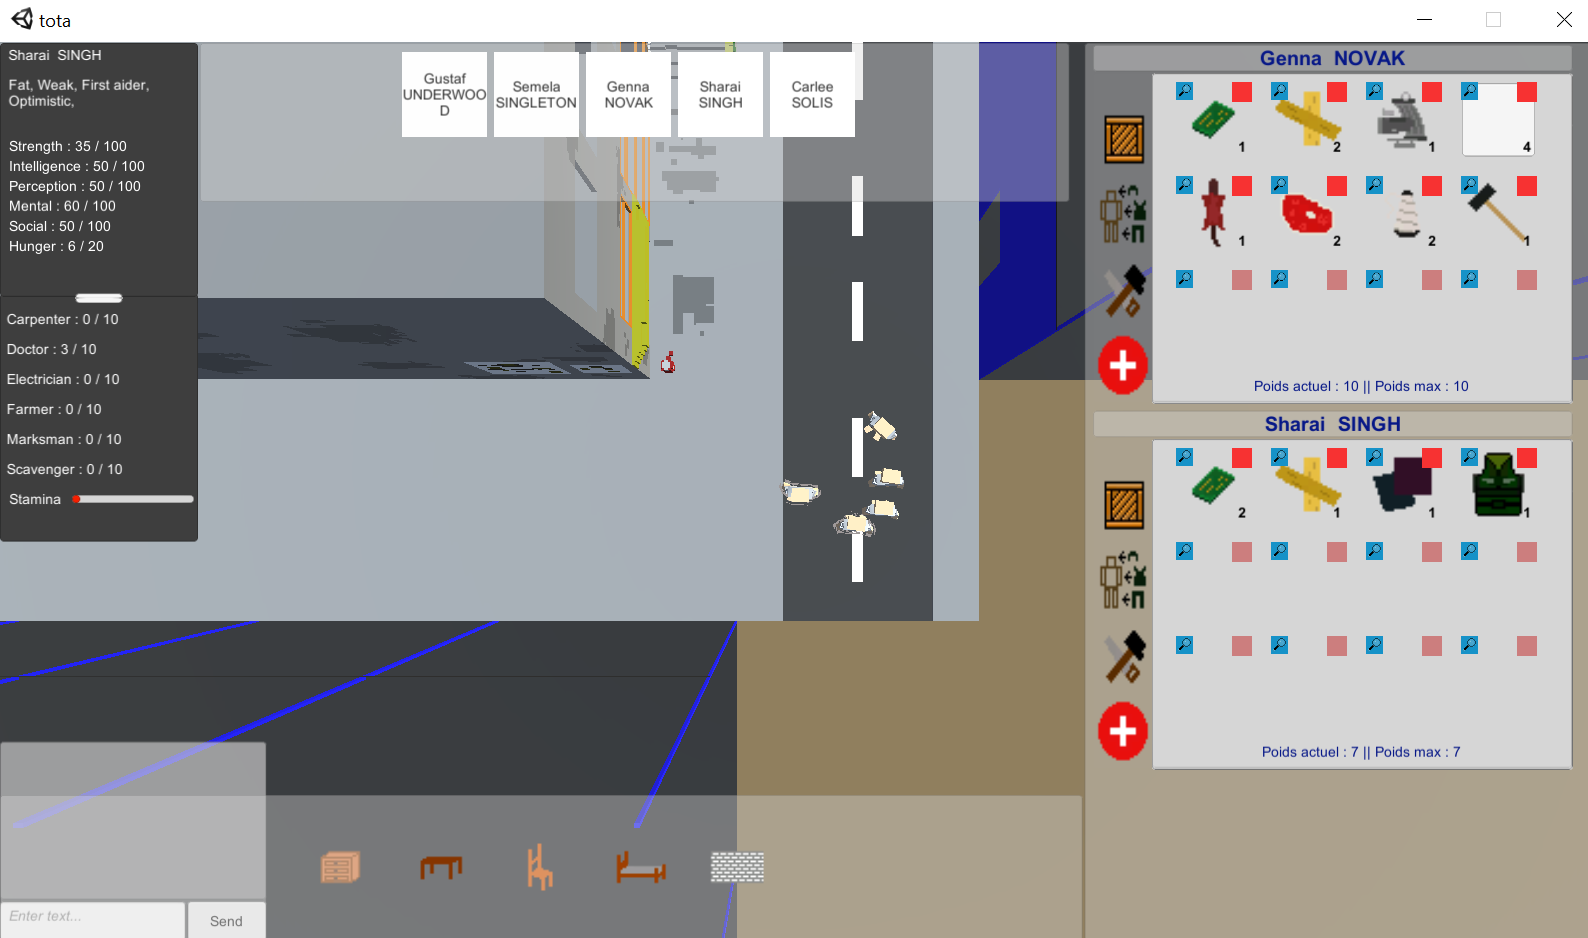 tota
Sharai SINGH
Fat, Weak, First aider,
Optimistic,
Strength : 35 / 100
Intelligence : 50 / 100
Perception : 50 / 100
Mental : 60 / 100
Social : 50 / 100
Hunger : 6 / 20
Carpenter : 0 / 10
Doctor : 3 / 10
Electrician : 0 / 10
Farmer : 0 / 10
Marksman : 0 / 10
Scavenger : 0 / 10
Stamina
Gustaf
UNDERWOO
D
Semela
SINGLETON
Genna
NOVAK
Sharai
SINGH
Carlee
SOLIS
Genna NOVAK
1
2
1
4
1
2
2
1
Poids actuel : 10 || Poids max : 10
Sharai SINGH
2
1
1
1
Poids actuel : 7 || Poids max : 7
Enter text...
Send